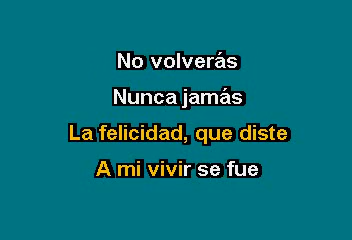 No volverás
Nunca jamás
La felicidad, que diste
A mi vivir se fue